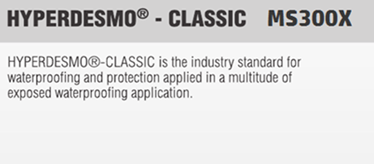 HYPERDESMO® - CLASSIC MS300X
HYPERDESMO®-CLASSIC is the industry standard for
waterproofing and protection applied in a multitude of
exposed waterproofing application.